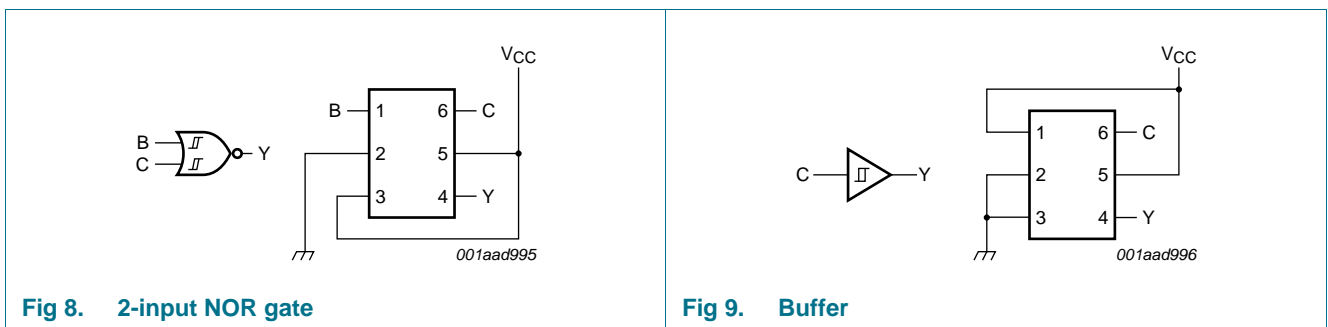 VCC
B 1 6 C
B
C Y
2 5
3 4 Y
001aad995
Fig 8. 2-input NOR gate
VCC
1 6 C
C Y
2 5
3 4 Y
001aad996
Fig 9. Buffer